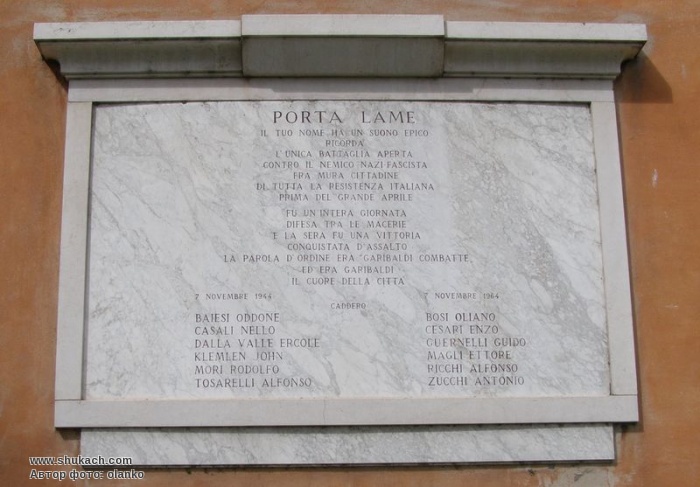 PORTA LAME
IL TUO NOME HA UN SUONO EPICO
RICORDA
L'UNICA BATTAGLIA APERTA
CONTRO IL NEMICO NAZI-FASCISTA
FRA MURA CITTADINE
DI TUTTA LA RESISTENZA ITALIANA
PRIMA DEL GRANDE APRILE
FU UN'INTERA GIORNATA
DIFESA TRA LE MACERIE
E LA SERA FU UNA VITTORIA
CONQUISTATA D'ASSALTO
LA PAROLA D'ORDINE ERA "GARIBALDI COMBATTE"
ED ERA GARIBALDI
IL CUORE DELLA CITTA'
7 NOVEMBRE 1944 7 NOVEMBRE 1964
CADDERO
BAIESI ODDONE BOSI OLIANO
CASALI NELLO CESARI ENZO
DALLA VALLE ERCOLE GUERNELLI GUIDO
KLEMLEN JOHN MAGLI ETTORE
MORI RODOLFO RICCHI ALFONSO
TOSARELLI ALFONSO ZUCCHI ANTONIO
www.shukach.com
Автор фото: olanko